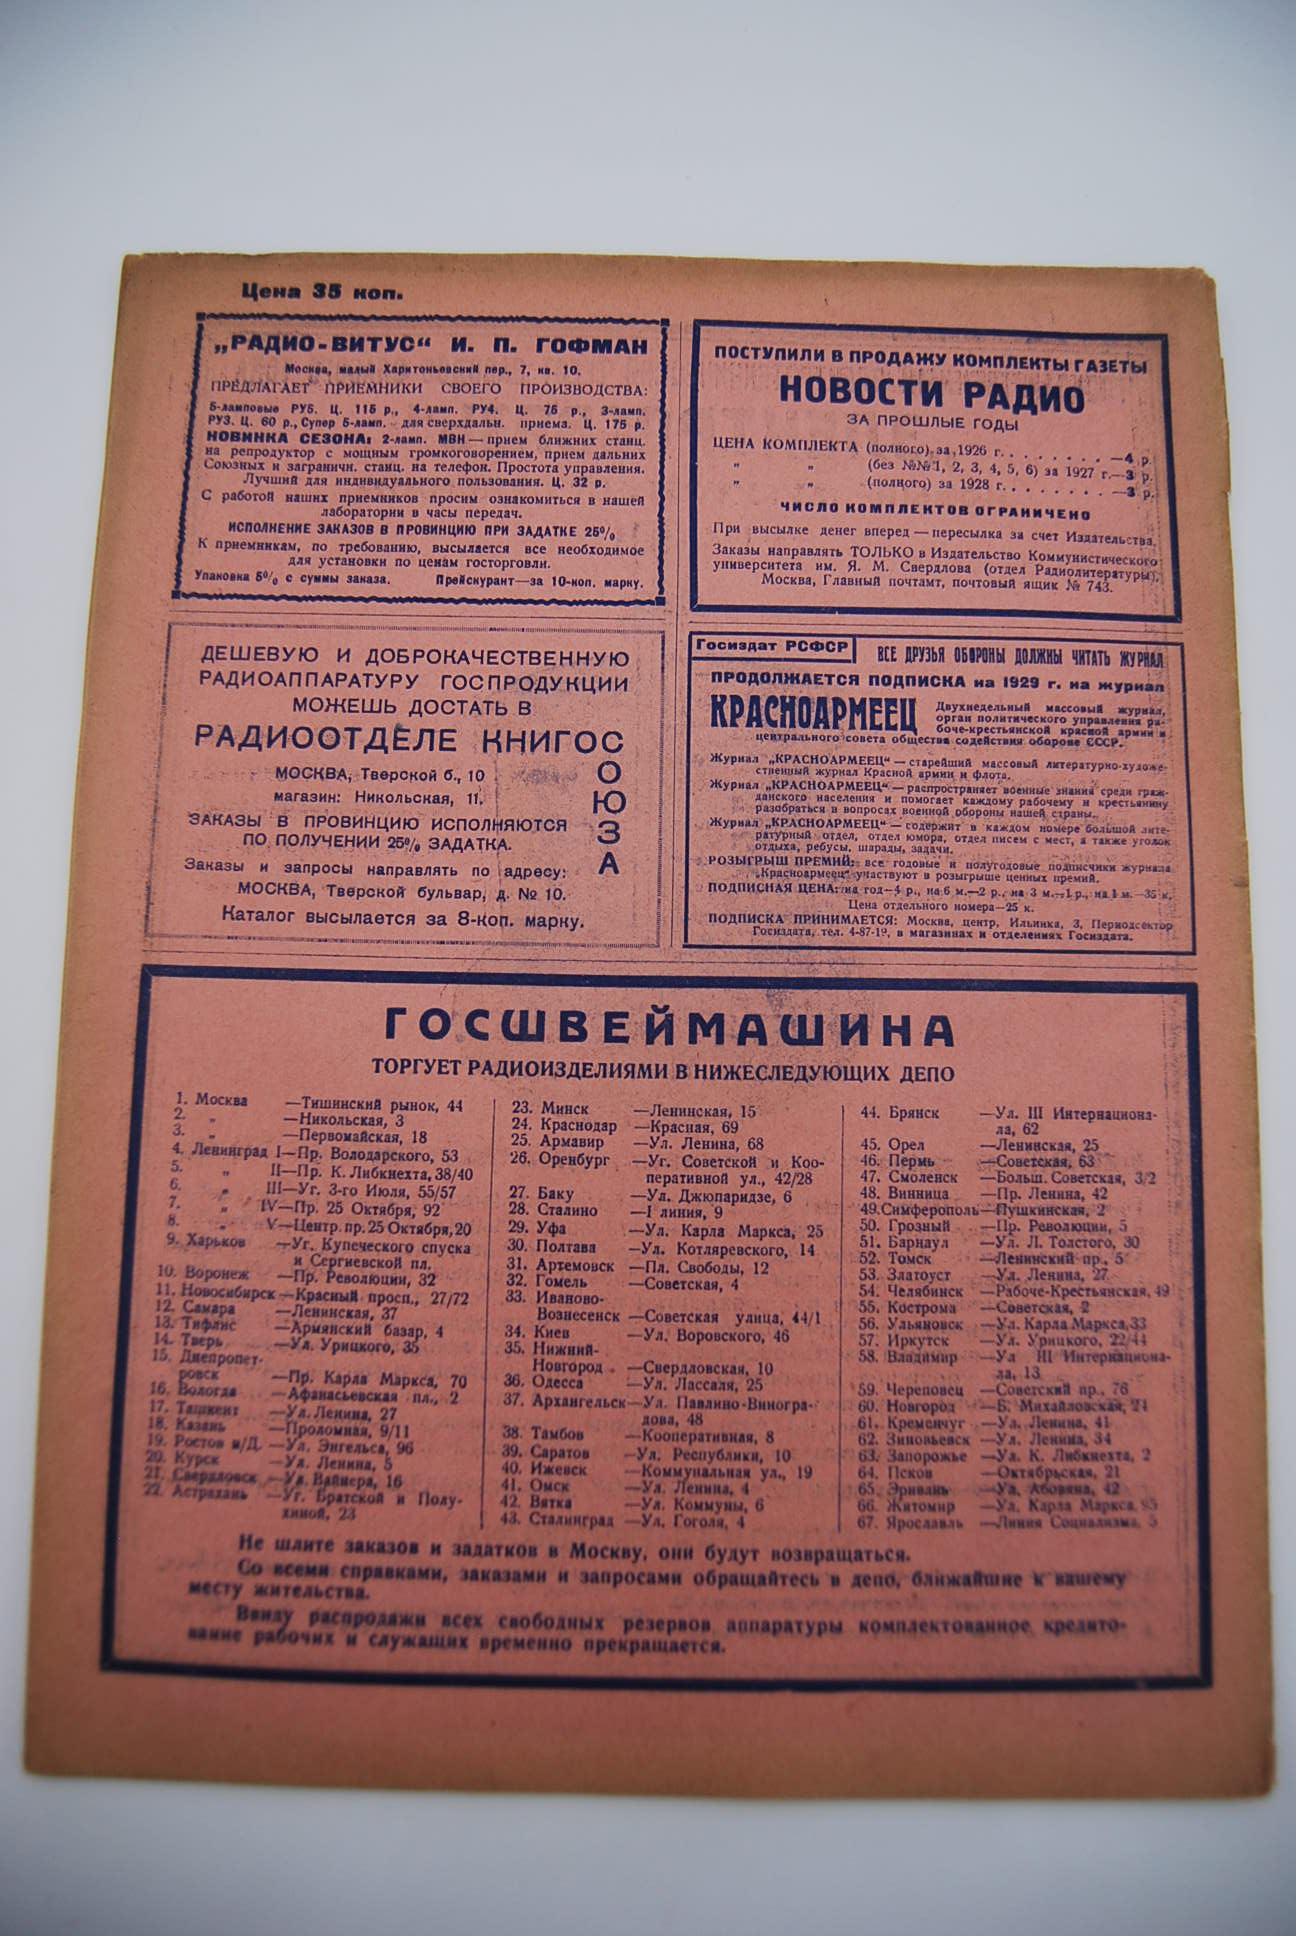 Цена 35 коп.
„РАДИО-ВИТУС“ И. П. ГОФМАН
Москва, малый Харитоньевский пер., 7, кв. 10.
ПРЕДЛАГАЕТ ПРИЕМНИКИ СВОЕГО ПРОИЗВОДСТВА:
5-ламповые РУ5. Ц. 115 р., 4-ламп. РУ4. Ц. 75 р., 3-ламп.
РУЗ. Ц. 60 р., Супер 5-ламп. для сверхдальн. приема. Ц. 175 р.
НОВИНКА СЕЗОНА: 2-ламп. МВН — прием ближних станц.
на репродуктор с мощным громкоговорением, прием дальних
Союзных и заграничн. станц. на телефон. Простота управления.
Лучший для индивидуального пользования. Ц. 32 р.
С работой наших приемников просим ознакомиться в нашей
лаборатории в часы передач.
ИСПОЛНЕНИЕ ЗАКАЗОВ В ПРОВИНЦИЮ ПРИ ЗАДАТКЕ 25%
К приемникам, по требованию, высылается все необходимое
для установки по ценам госторговли.
Упаковка 5% с суммы заказа. Прейскурант—за 10-коп. марку.
ПОСТУПИЛИ В ПРОДАЖУ КОМПЛЕКТЫ ГАЗЕТЫ
НОВОСТИ РАДИО
ЗА ПРОШЛЫЕ ГОДЫ
ЦЕНА КОМПЛЕКТА (полного) за 1926 г. . . . . . . . —4 р.
„ „ (без №№ 1, 2, 3, 4, 5, 6) за 1927 г.—3 р.
„ „ (полного) за 1928 г. . . . . . . . —3 р.
ЧИСЛО КОМПЛЕКТОВ ОГРАНИЧЕНО
При высылке денег вперед — пересылка за счет Издательства.
Заказы направлять ТОЛЬКО в Издательство Коммунистического
университета им. Я. М. Свердлова (отдел Радиолитературы),
Москва, Главный почтамт, почтовый ящик № 743.
ДЕШЕВУЮ И ДОБРОКАЧЕСТВЕННУЮ
РАДИОАППАРАТУРУ ГОСПРОДУКЦИИ
МОЖЕШЬ ДОСТАТЬ В
РАДИООТДЕЛЕ КНИГОСОЮЗА
МОСКВА, Тверской б., 10
магазин: Никольская, 11.
ЗАКАЗЫ В ПРОВИНЦИЮ ИСПОЛНЯЮТСЯ
ПО ПОЛУЧЕНИИ 25% ЗАДАТКА.
Заказы и запросы направлять по адресу:
МОСКВА, Тверской бульвар, д. № 10.
Каталог высылается за 8-коп. марку.
Госиздат РСФСР
ВСЕ ДРУЗЬЯ ОБОРОНЫ ДОЛЖНЫ ЧИТАТЬ ЖУРНАЛ
ПРОДОЛЖАЕТСЯ ПОДПИСКА на 1929 г. на журнал
КРАСНОАРМЕЕЦ
Двухнедельный массовый журнал,
орган политического управления ра-
боче-крестьянской красной армии и
центрального совета общества содействия обороне СССР.
Журнал „КРАСНОАРМЕЕЦ“ — старейший массовый литературно-художе-
ственный журнал Красной армии и флота.
Журнал „КРАСНОАРМЕЕЦ“ — распространяет военные знания среди граж-
данского населения и помогает каждому рабочему и крестьянину
разобраться в вопросах военной обороны нашей страны.
Журнал „КРАСНОАРМЕЕЦ“ — содержит в каждом номере большой лите-
ратурный отдел, отдел юмора, отдел писем с мест, а также уголок
отдыха, ребусы, шарады, задачи.
РОЗЫГРЫШ ПРЕМИЙ: все годовые и полугодовые подписчики журнала
„Красноармеец“ участвуют в розыгрыше ценных премий.
ПОДПИСНАЯ ЦЕНА: на год—4 р., на 6 м.—2 р., на 3 м.—1 р., на 1 м.—35 к.
Цена отдельного номера—25 к.
ПОДПИСКА ПРИНИМАЕТСЯ: Москва, центр, Ильинка, 3, Периодсектор
Госиздата, тел. 4-87-19, в магазинах и отделениях Госиздата.
ГОСШВЕЙМАШИНА
ТОРГУЕТ РАДИОИЗДЕЛИЯМИ В НИЖЕСЛЕДУЮЩИХ ДЕПО
1. Москва —Тишинский рынок, 44
2. „ —Никольская, 3
3. „ —Первомайская, 18
4. Ленинград I—Пр. Володарского, 53
5. „ II—Пр. К. Либкнехта, 38/40
6. „ III—Уг. 3-го Июля, 55/57
7. „ IV—Пр. 25 Октября, 92
8. „ V—Центр. пр. 25 Октября, 20
9. Харьков —Уг. Купеческого спуска
и Сергиевской пл.
10. Воронеж —Пр. Революции, 32
11. Новосибирск—Красный просп., 27/72
12. Самара —Ленинская, 37
13. Тифлис —Армянский базар, 4
14. Тверь —Ул. Урицкого, 35
15. Днепропет-
ровск —Пр. Карла Маркса, 70
16. Вологда —Афанасьевская пл., 2
17. Ташкент —Ул. Ленина, 27
18. Казань —Проломная, 9/11
19. Ростов н/Д. —Ул. Энгельса, 96
20. Курск —Ул. Ленина, 5
21. Свердловск —Ул. Вайнера, 16
22. Астрахань —Уг. Братской и Полу-
хиной, 23
23. Минск —Ленинская, 15
24. Краснодар —Красная, 69
25. Армавир —Ул. Ленина, 68
26. Оренбург —Уг. Советской и Коо-
перативной ул., 42/28
27. Баку —Ул. Джюпаридзе, 6
28. Сталино —I линия, 9
29. Уфа —Ул. Карла Маркса, 25
30. Полтава —Ул. Котляревского, 14
31. Артемовск —Пл. Свободы, 12
32. Гомель —Советская, 4
33. Иваново-
Вознесенск —Советская улица, 44/1
34. Киев —Ул. Воровского, 46
35. Нижний-
Новгород —Свердловская, 10
36. Одесса —Ул. Лассаля, 25
37. Архангельск—Ул. Павлино-Виногра-
дова, 48
38. Тамбов —Кооперативная, 8
39. Саратов —Ул. Республики, 10
40. Ижевск —Коммунальная ул., 19
41. Омск —Ул. Ленина, 4
42. Вятка —Ул. Коммуны, 6
43. Сталинград —Ул. Гоголя, 4
44. Брянск —Ул. III Интернациона-
ла, 62
45. Орел —Ленинская, 25
46. Пермь —Советская, 63
47. Смоленск —Больш. Советская, 3/2
48. Винница —Пр. Ленина, 42
49. Симферополь—Пушкинская, 2
50. Грозный —Пр. Революции, 5
51. Барнаул —Ул. Л. Толстого, 30
52. Томск —Ленинский пр., 5
53. Златоуст —Ул. Ленина, 27
54. Челябинск —Рабоче-Крестьянская, 49
55. Кострома —Советская, 2
56. Ульяновск —Ул. Карла Маркса, 33
57. Иркутск —Ул. Урицкого, 22/44
58. Владимир —Ул III Интернациона-
ла, 13
59. Череповец —Советский пр., 76
60. Новгород —Б. Михайловская, 24
61. Кременчуг —Ул. Ленина, 41
62. Зиновьевск —Ул. Ленина, 34
63. Запорожье —Ул. К. Либкнехта, 2
64. Псков —Октябрьская, 21
65. Эривань —Ул. Абовяна, 42
66. Житомир —Ул. Карла Маркса
67. Ярославль —Линия Социализма, 5
Не шлите заказов и задатков в Москву, они будут возвращаться.
Со всеми справками, заказами и запросами обращайтесь в депо, ближайшие к вашему
месту жительства.
Ввиду распродажи всех свободных резервов аппаратуры комплектованное кредито-
вание рабочих и служащих временно прекращается.